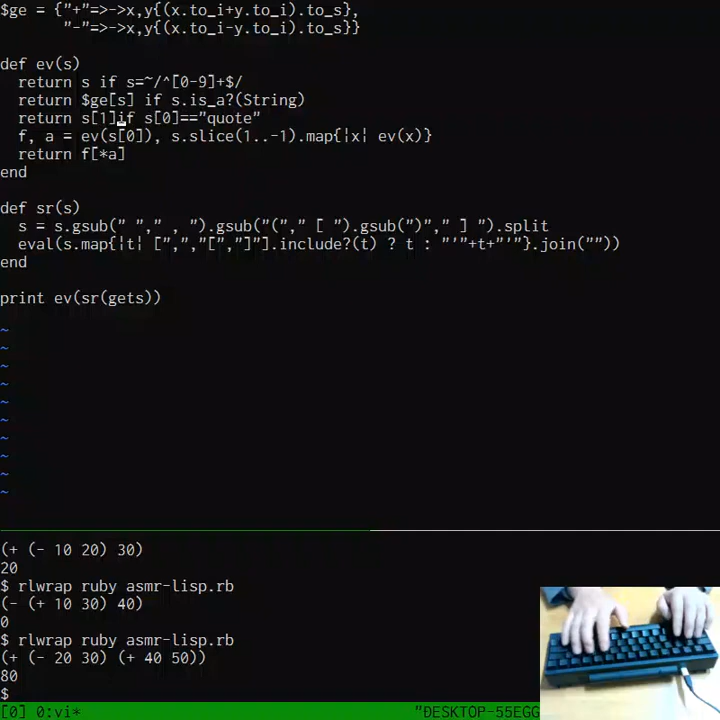 $ge = {"+"=>->x,y{(x.to_i+y.to_i).to_s},
       "-"=>->x,y{(x.to_i-y.to_i).to_s}}
def ev(s)
  return s if s=~/^[0-9]+$/
  return $ge[s] if s.is_a?(String)
  return s[1]if s[0]=="quote"
  f, a = ev(s[0]), s.slice(1..-1).map{|x| ev(x)}
  return f[*a]
end
def sr(s)
  s = s.gsub(" "," , ").gsub("("," [ ").gsub(")"," ] ").split
  eval(s.map{|t| [",","[","]"].include?(t) ? t : "'"+t+"'"}.join(""))
end
print ev(sr(gets))
~
~
~
~
~
~
~
~
~
~
(+ (- 10 20) 30)
20
$ rlwrap ruby asmr-lisp.rb
(- (+ 10 30) 40)
0
$ rlwrap ruby asmr-lisp.rb
(+ (- 20 30) (+ 40 50))
80
$
[0] 0:vi* "DESKTOP-55EGG